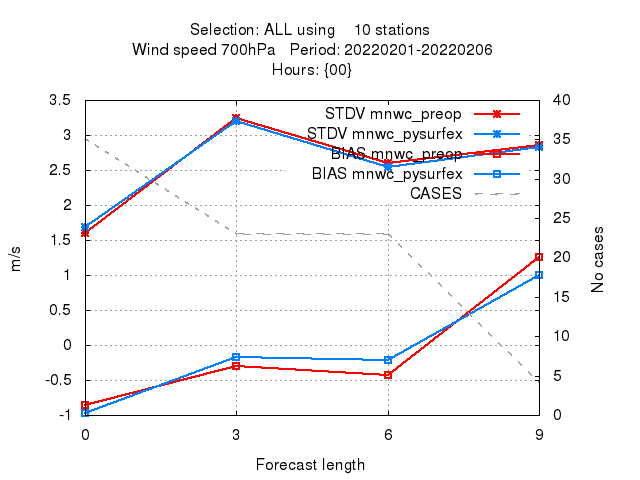 Selection: ALL using 10 stations
Wind speed 700hPa Period: 20220201-20220206
Hours: {00}
STDV mnwc_preop
STDV mnwc_pysurfex
BIAS mnwc_preop
BIAS mnwc_pysurfex
CASES
3.5
3
2.5
2
1.5
1
0.5
0
-0.5
-1
m/s
40
35
30
25
20
15
10
5
0
No cases
0 3 6 9
Forecast length